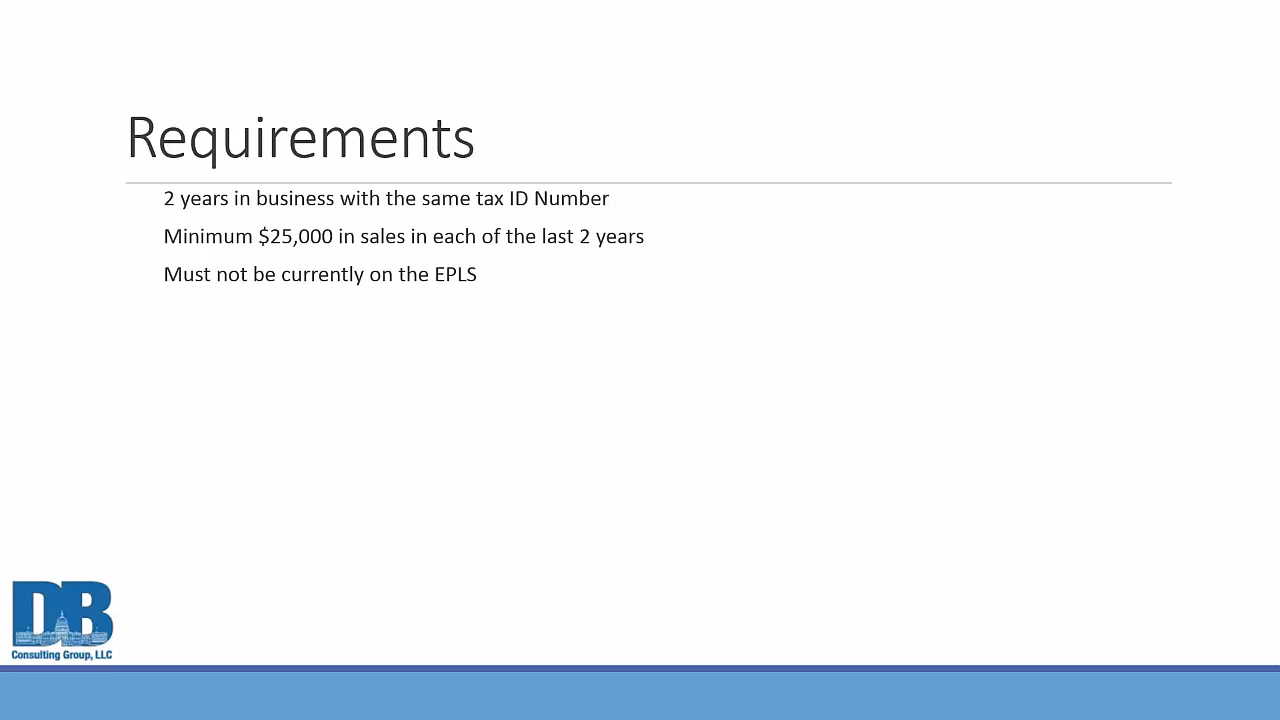 Requirements
2 years in business with the same tax ID Number
Minimum $25,000 in sales in each of the last 2 years
Must not be currently on the EPLS
DB
Consulting Group, LLC